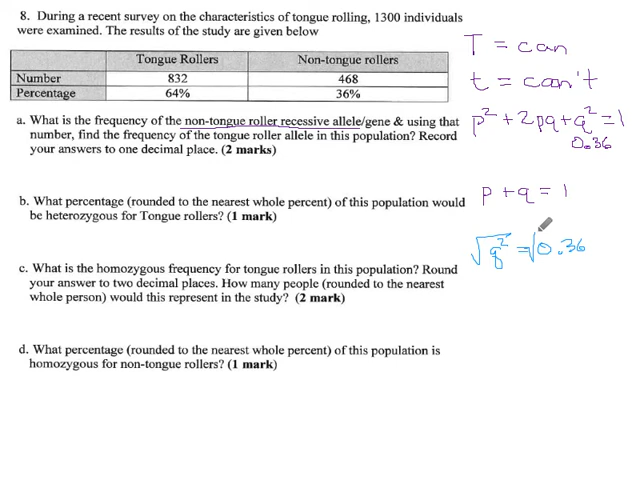 8. During a recent survey on the characteristics of tongue rolling, 1300 individuals
were examined. The results of the study are given below
Tongue Rollers Non-tongue rollers
Number 832 468
Percentage 64% 36%
a. What is the frequency of the non-tongue roller recessive allele/gene & using that
number, find the frequency of the tongue roller allele in this population? Record
your answers to one decimal place. (2 marks)
b. What percentage (rounded to the nearest whole percent) of this population would
be heterozygous for Tongue rollers? (1 mark)
c. What is the homozygous frequency for tongue rollers in this population? Round
your answer to two decimal places. How many people (rounded to the nearest
whole person) would this represent in the study? (2 mark)
d. What percentage (rounded to the nearest whole percent) of this population is
homozygous for non-tongue rollers? (1 mark)
T = can
t = can't
p² + 2pq + q² = 1
0.36
p + q = 1
√q² = √0.36